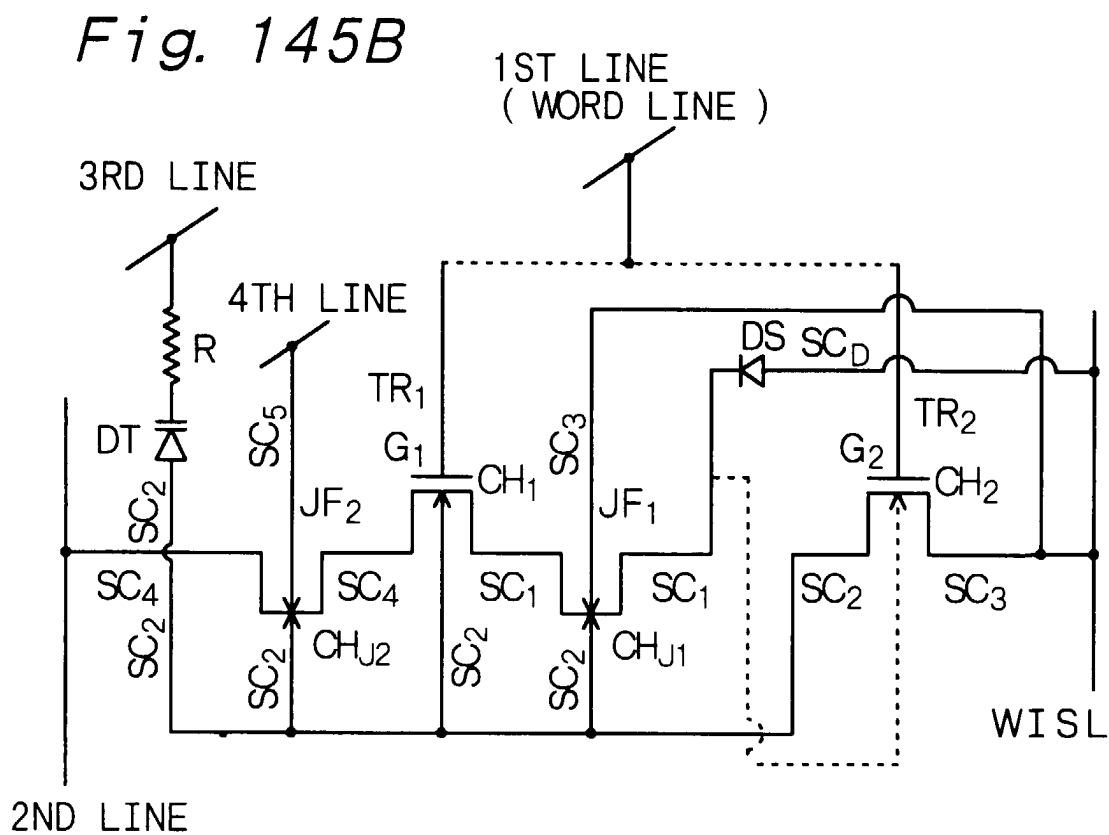 Fig. 145B
1ST LINE
( WORD LINE )
3RD LINE
4TH LINE
R
DS SCD
TR1
TR2
DT
SC5
SC3
G1
G2
CH1
CH2
SC2
JF2
JF1
SC4
SC4
SC1
SC1
SC2
SC3
SC2
SC2
CHJ2
SC2
SC2
CHJ1
WISL
2ND LINE